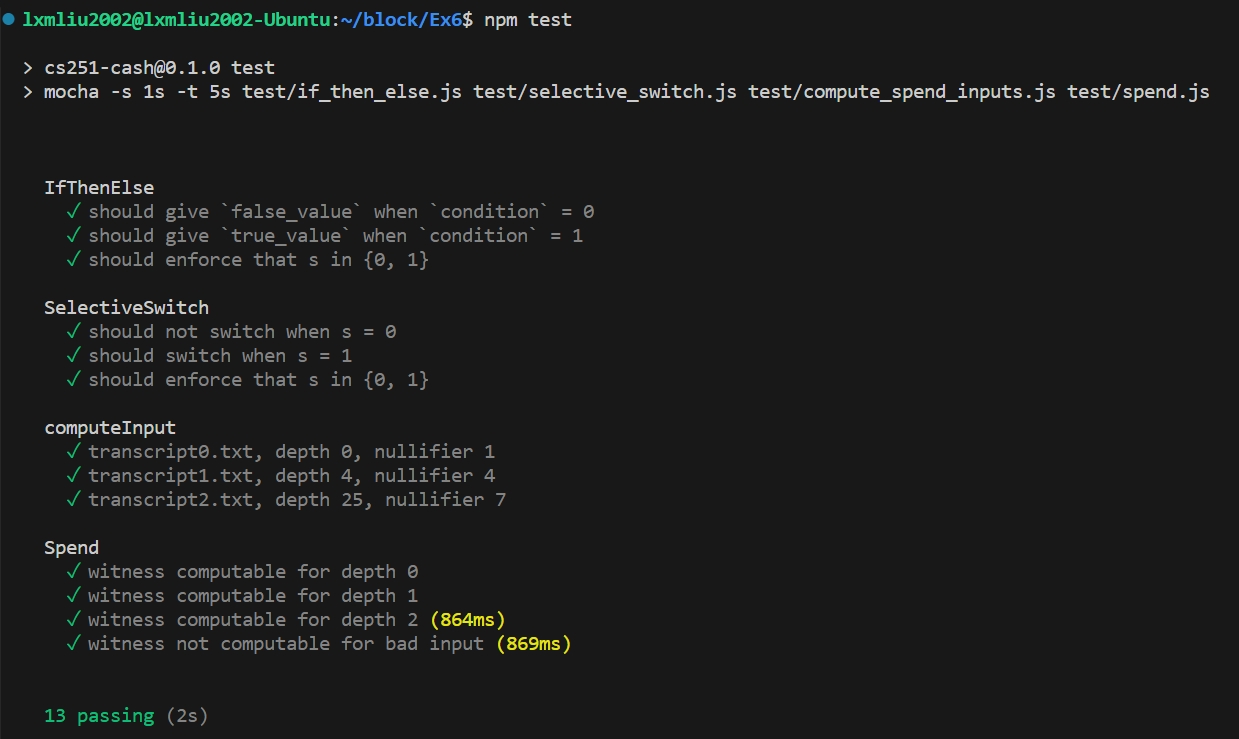 lxmliu2002@lxmliu2002-Ubuntu:~/block/Ex6$ npm test
> cs251-cash@0.1.0 test
> mocha -s 1s -t 5s test/if_then_else.js test/selective_switch.js test/compute_spend_inputs.js test/spend.js
IfThenElse
✓ should give `false_value` when `condition` = 0
✓ should give `true_value` when `condition` = 1
✓ should enforce that s in {0, 1}
SelectiveSwitch
✓ should not switch when s = 0
✓ should switch when s = 1
✓ should enforce that s in {0, 1}
computeInput
✓ transcript0.txt, depth 0, nullifier 1
✓ transcript1.txt, depth 4, nullifier 4
✓ transcript2.txt, depth 25, nullifier 7
Spend
✓ witness computable for depth 0
✓ witness computable for depth 1
✓ witness computable for depth 2 (864ms)
✓ witness not computable for bad input (869ms)
13 passing (2s)